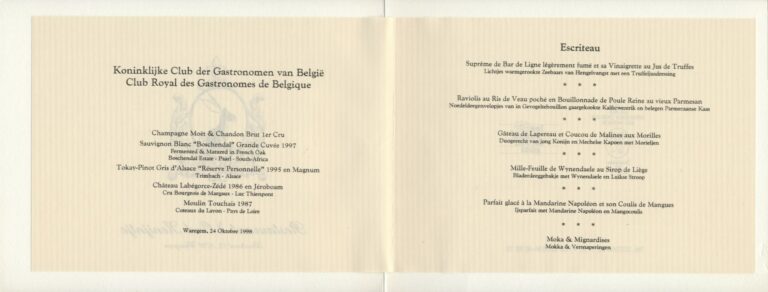 Koninklijke Club der Gastronomen van België
Club Royal des Gastronomes de Belgique
Champagne Moët & Chandon Brut 1er Cru
Sauvignon Blanc "Boschendal" Grande Cuvée 1997
Fermented & Matured in French Oak
Boschendal Estate - Paarl - South-Africa
Tokay-Pinot Gris d'Alsace "Réserve Personnelle" 1995 en Magnum
Trimbach - Alsace
Château Labégorce-Zédé 1986 en Jéroboam
Cru Bourgeois de Margaux - Luc Thienpont
Moulin Touchais 1987
Coteaux du Layon - Pays de Loire
Waregem, 24 Oktober 1998
Escriteau
Suprême de Bar de Ligne légèrement fumé et sa Vinaigrette au Jus de Truffes
Lichtjes warmgerookte Zeebaars van Hengelvangst met een Truffeljusdressing
* * *
Raviolis au Ris de Veau poché en Bouillonnade de Poule Reine au vieux Parmesan
Noedeldeegenvelopjes van in Gevogeltebouillon gaargekookte Kalfszwezerik en belegen Parmezaanse Kaas
* * *
Gâteau de Lapereau et Coucou de Malines aux Morilles
Duogerecht van jong Konijn en Mechelse Kapoen met Morieljen
* * *
Mille-Feuille de Wynendaele au Sirop de Liège
Bladerdeeggebakje met Wynendaele en Luikse Stroop
* * *
Parfait glacé à la Mandarine Napoléon et son Coulis de Mangues
IJsparfait met Mandarine Napoléon en Mangocoulis
* * *
Moka & Mignardises
Mokka & Versnaperingen